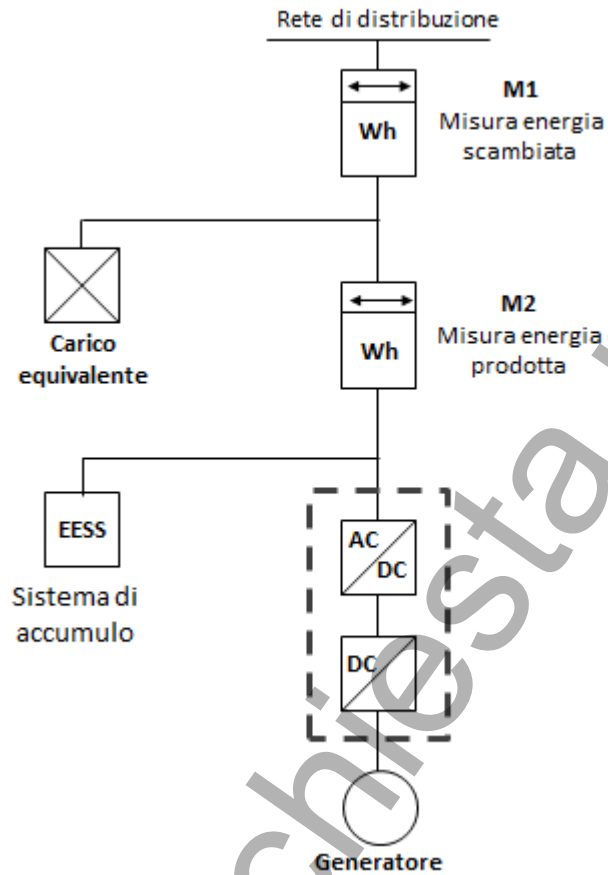 Rete di distribuzione
M1
Misura energia
scambiata
Wh
Carico
equivalente
M2
Misura energia
prodotta
Wh
EESS
Sistema di
accumulo
AC
DC
DC
Generatore
chiesta